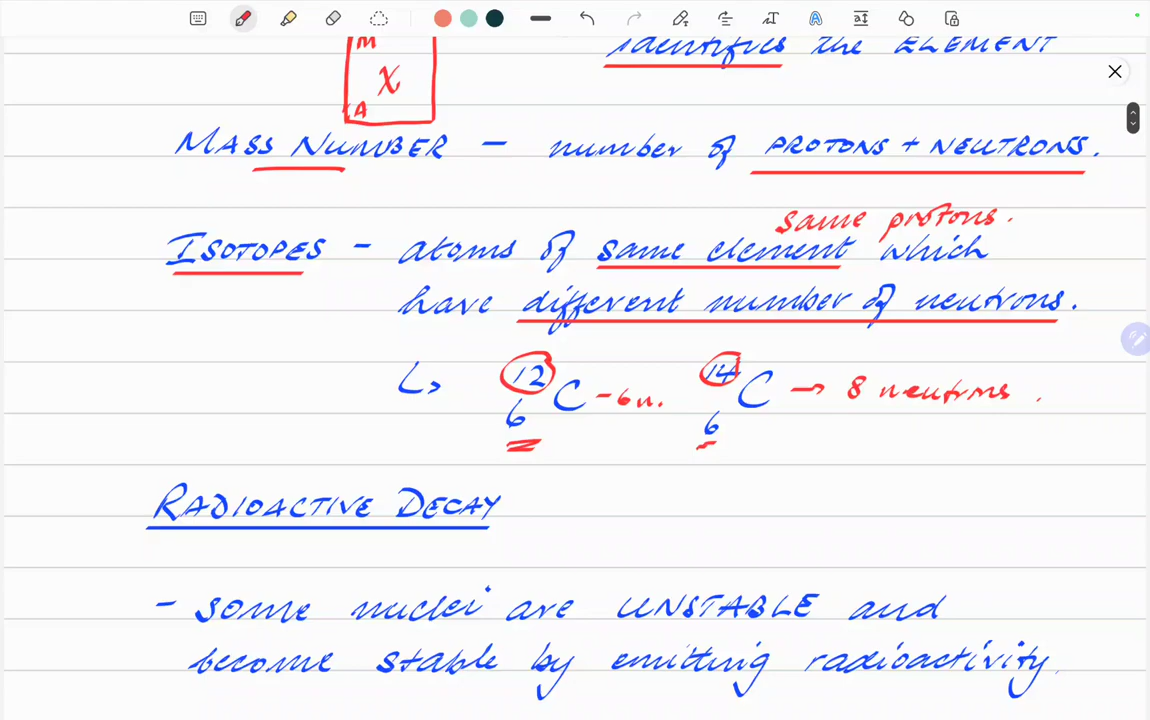 M
identifies the ELEMENT
X
A
MASS NUMBER - number of PROTONS + NEUTRONS.
same protons.
ISOTOPES - atoms of same element which
have different number of neutrons.
↳ 12 6 C - 6n. 14 6 C → 8 neutrons.
RADIOACTIVE DECAY
- some nuclei are UNSTABLE and
become stable by emitting radioactivity.